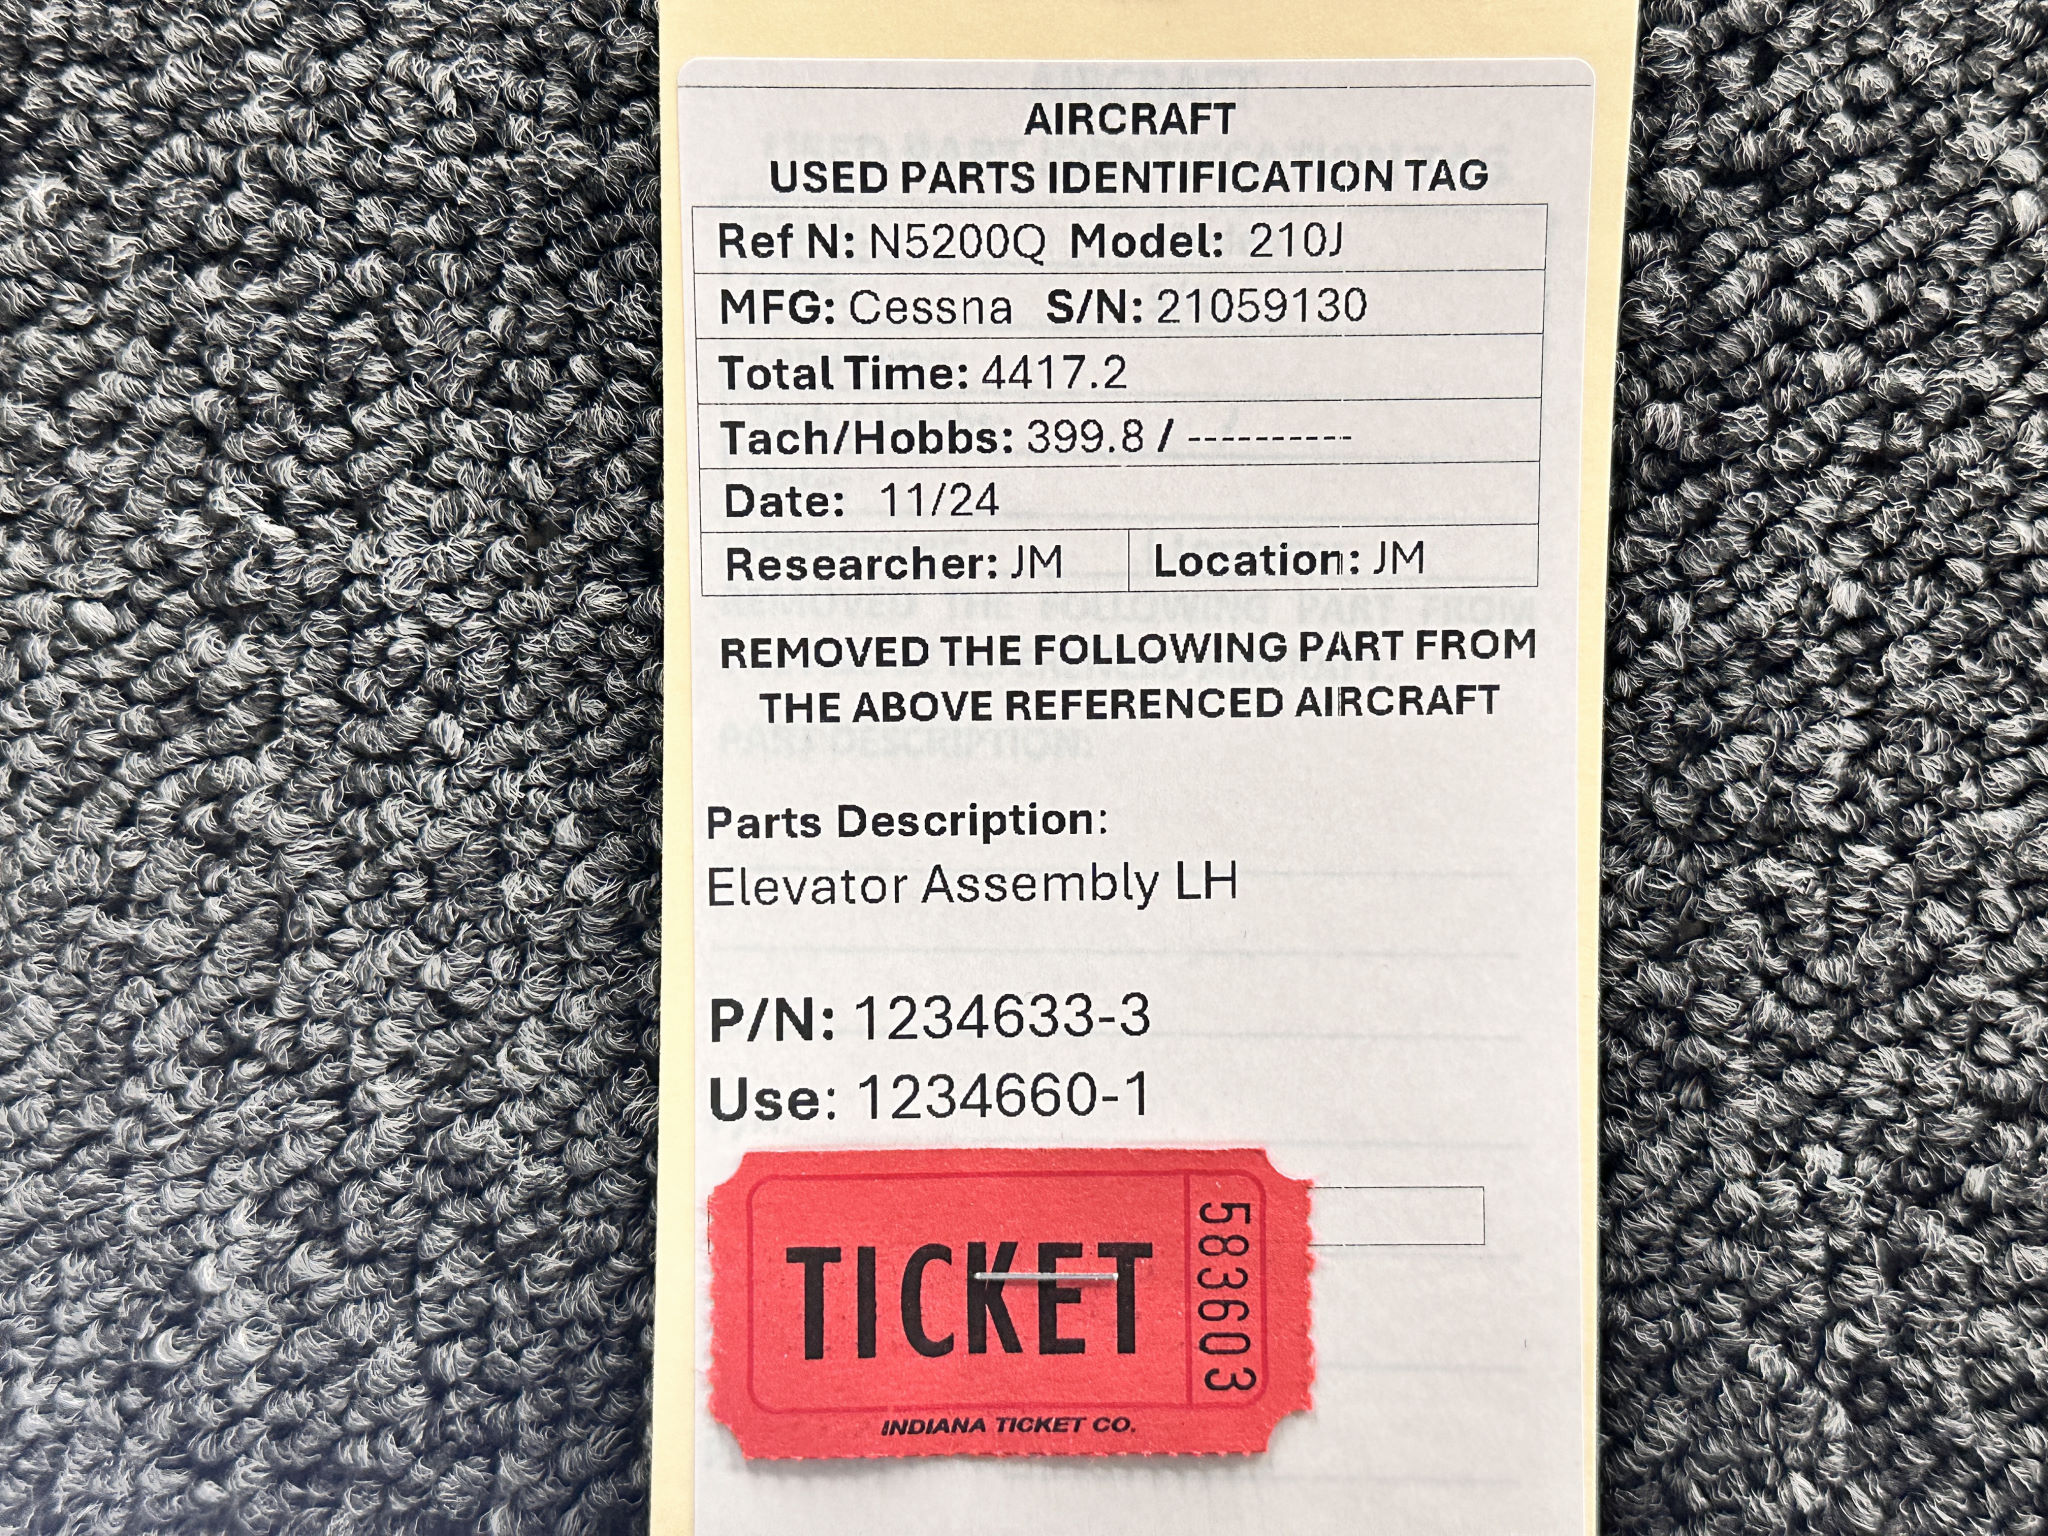 AIRCRAFT
USED PARTS IDENTIFICATION TAG
Ref N: N5200Q Model: 210J
MFG: Cessna S/N: 21059130
Total Time: 4417.2
Tach/Hobbs: 399.8 / ----------
Date: 11/24
Researcher: JM Location: JM
REMOVED THE FOLLOWING PART FROM
THE ABOVE REFERENCED AIRCRAFT
Parts Description:
Elevator Assembly LH
P/N: 1234633-3
Use: 1234660-1
TICKET
583603
INDIANA TICKET CO.